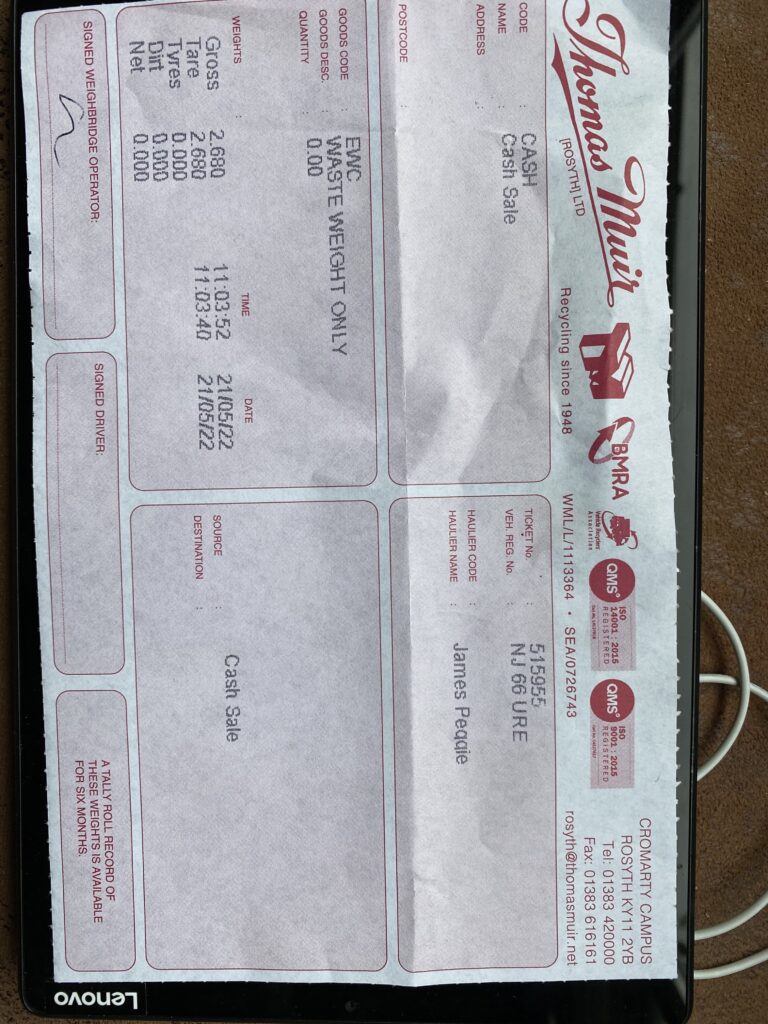 Thomas Muir
[ROSYTH] LTD
Recycling since 1948
BMRA
Vehicle Recyclers
Association
QMS
ISO
14001 : 2015
REGISTERED
QMS
ISO
9001 : 2015
REGISTERED
WML/L/1113364 • SEA/0726743
CROMARTY CAMPUS
ROSYTH KY11 2YB
Tel: 01383 420000
Fax: 01383 616161
rosyth@thomasmuir.net
CODE : CASH
NAME : Cash Sale
ADDRESS :
POSTCODE :
TICKET No. : 515955
VEH. REG. No. : NJ 66 URE
HAULIER CODE :
HAULIER NAME : James Peggie
GOODS CODE : EWC
GOODS DESC. : WASTE WEIGHT ONLY
QUANTITY : 0.00
WEIGHTS : TIME DATE
Gross 2.680 11:03:52 21/05/22
Tare 2.680 11:03:40 21/05/22
Tyres 0.000
Dirt 0.000
Net 0.000
SOURCE : Cash Sale
DESTINATION :
SIGNED WEIGHBRIDGE OPERATOR:
SIGNED DRIVER:
A TALLY ROLL RECORD OF
THESE WEIGHTS IS AVAILABLE
FOR SIX MONTHS.
Lenovo